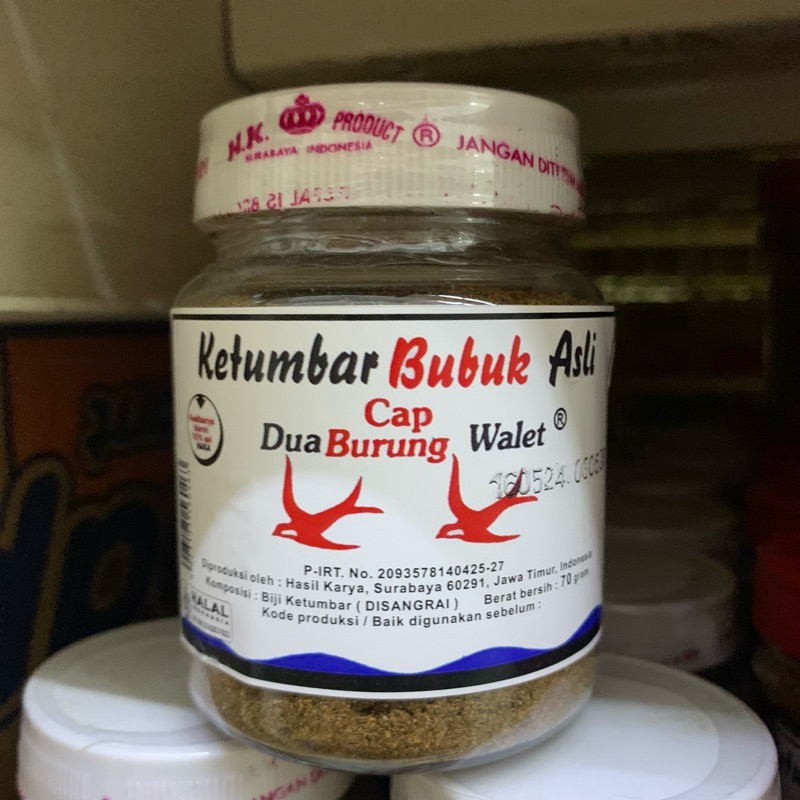 H.K. PRODUCT ®
SURABAYA INDONESIA
JANGAN
Ketumbar Bubuk Asli
Cap
Dua Burung Walet ®
160524.
P-IRT. No. 2093578140425-27
Diproduksi oleh : Hasil Karya, Surabaya 60291, Jawa Timur, Indonesia
Komposisi : Biji Ketumbar ( DISANGRAI ) Berat bersih : 70 gram
Kode produksi / Baik digunakan sebelum :
HALAL
INDONESIA